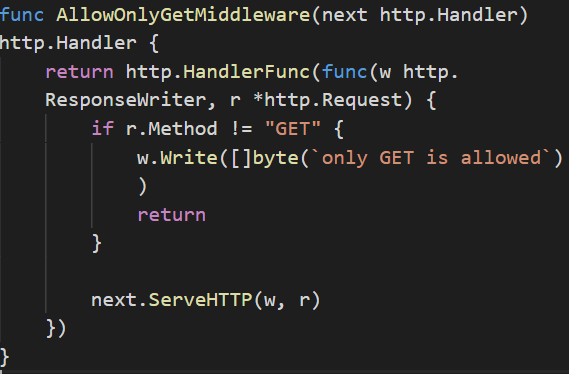 func AllowOnlyGetMiddleware(next http.Handler)
http.Handler {
    return http.HandlerFunc(func(w http.
    ResponseWriter, r *http.Request) {
        if r.Method != "GET" {
            w.Write([]byte(`only GET is allowed`)
            )
            return
        }

        next.ServeHTTP(w, r)
    })
}